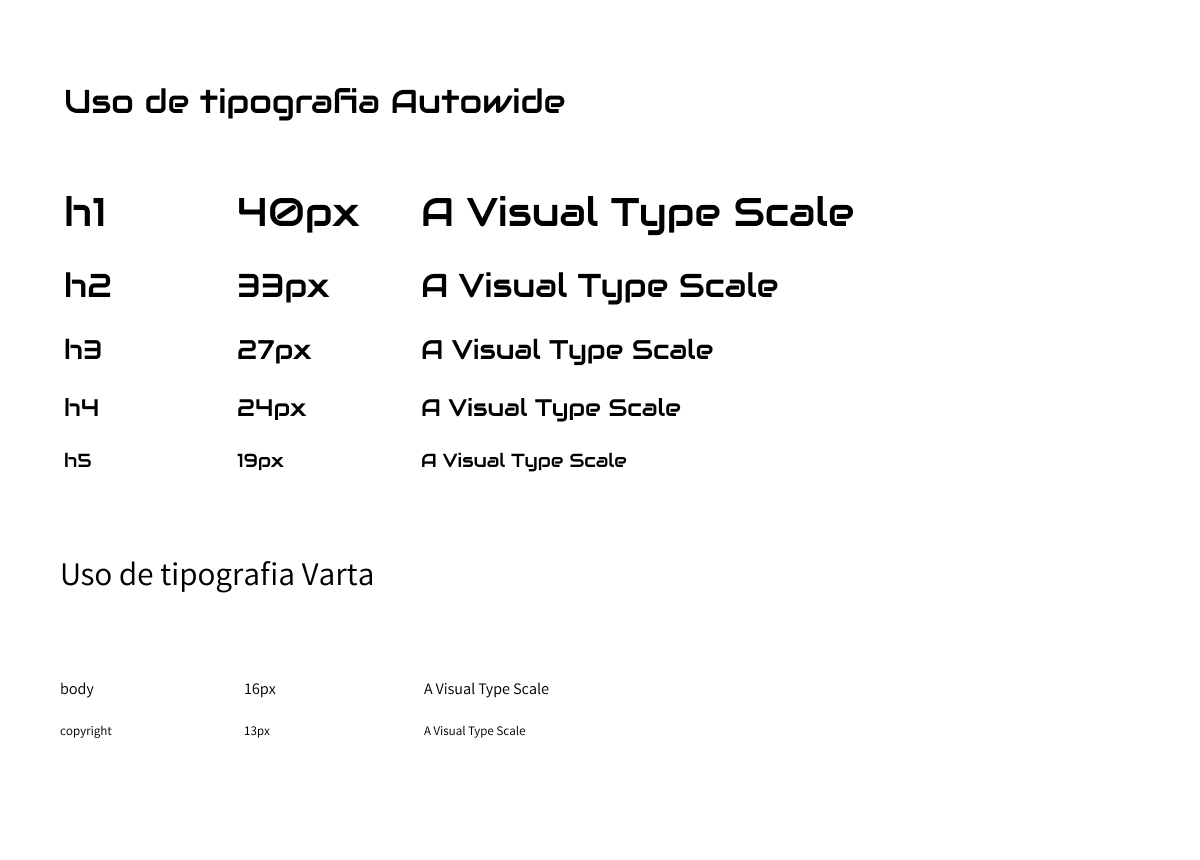 Uso de tipografia Autowide
h1 40px A Visual Type Scale
h2 33px A Visual Type Scale
h3 27px A Visual Type Scale
h4 24px A Visual Type Scale
h5 19px A Visual Type Scale
Uso de tipografia Varta
body 16px A Visual Type Scale
copyright 13px A Visual Type Scale